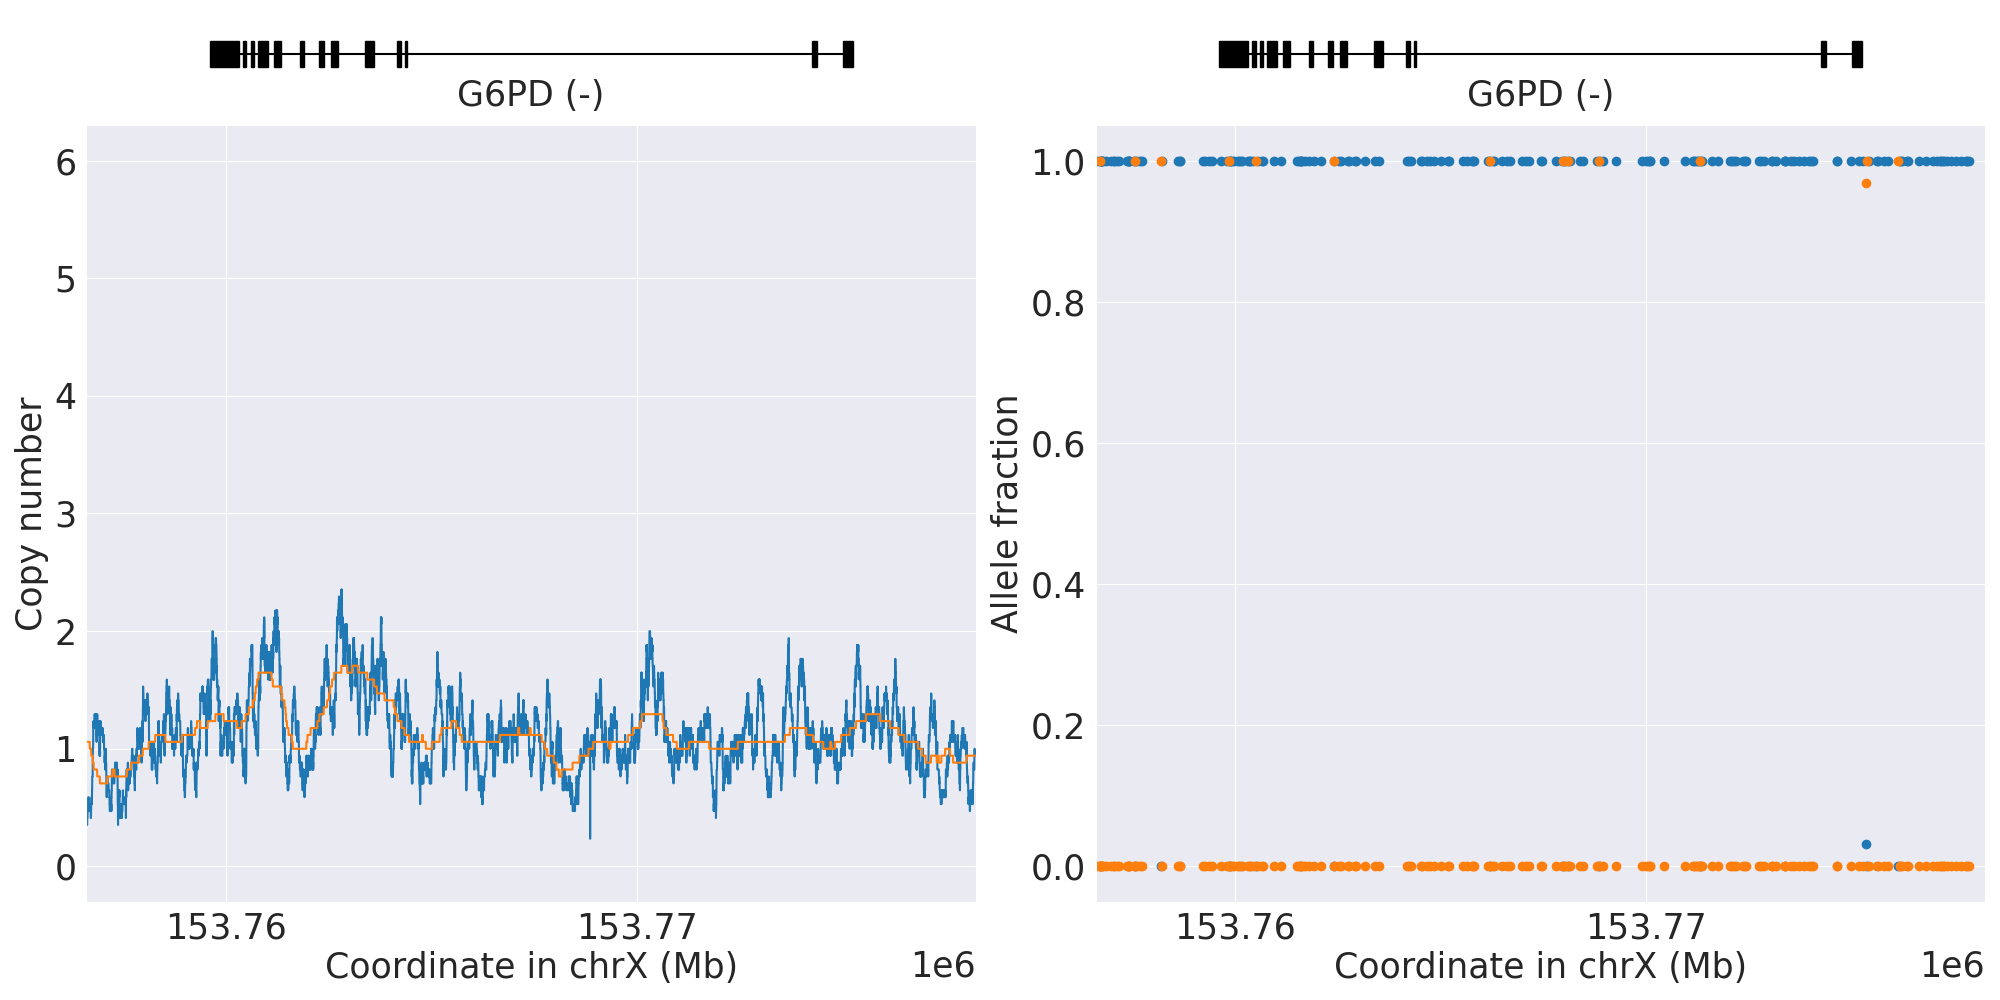 G6PD (-)
6
5
4
3
2
1
0
Copy number
153.76
153.77
Coordinate in chrX (Mb)
1e6
G6PD (-)
1.0
0.8
0.6
0.4
0.2
0.0
Allele fraction
153.76
153.77
Coordinate in chrX (Mb)
1e6